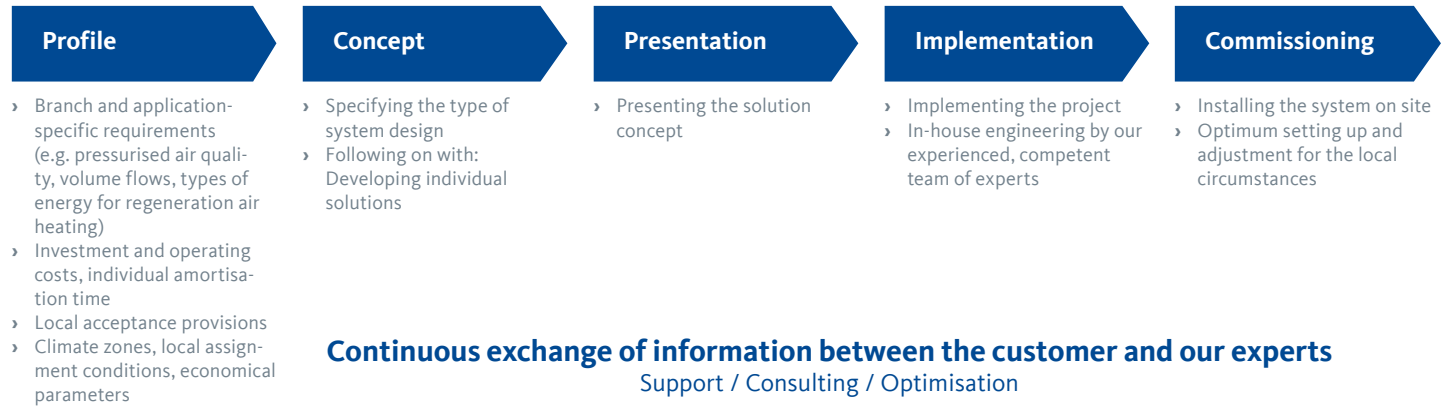 Profile
› Branch and application-
specific requirements
(e.g. pressurised air quali-
ty, volume flows, types of
energy for regeneration air
heating)
› Investment and operating
costs, individual amortisa-
tion time
› Local acceptance provisions
› Climate zones, local assign-
ment conditions, economical
parameters
Concept
› Specifying the type of
system design
› Following on with:
Developing individual
solutions
Presentation
› Presenting the solution
concept
Implementation
› Implementing the project
› In-house engineering by our
experienced, competent
team of experts
Commissioning
› Installing the system on site
› Optimum setting up and
adjustment for the local
circumstances
Continuous exchange of information between the customer and our experts
Support / Consulting / Optimisation